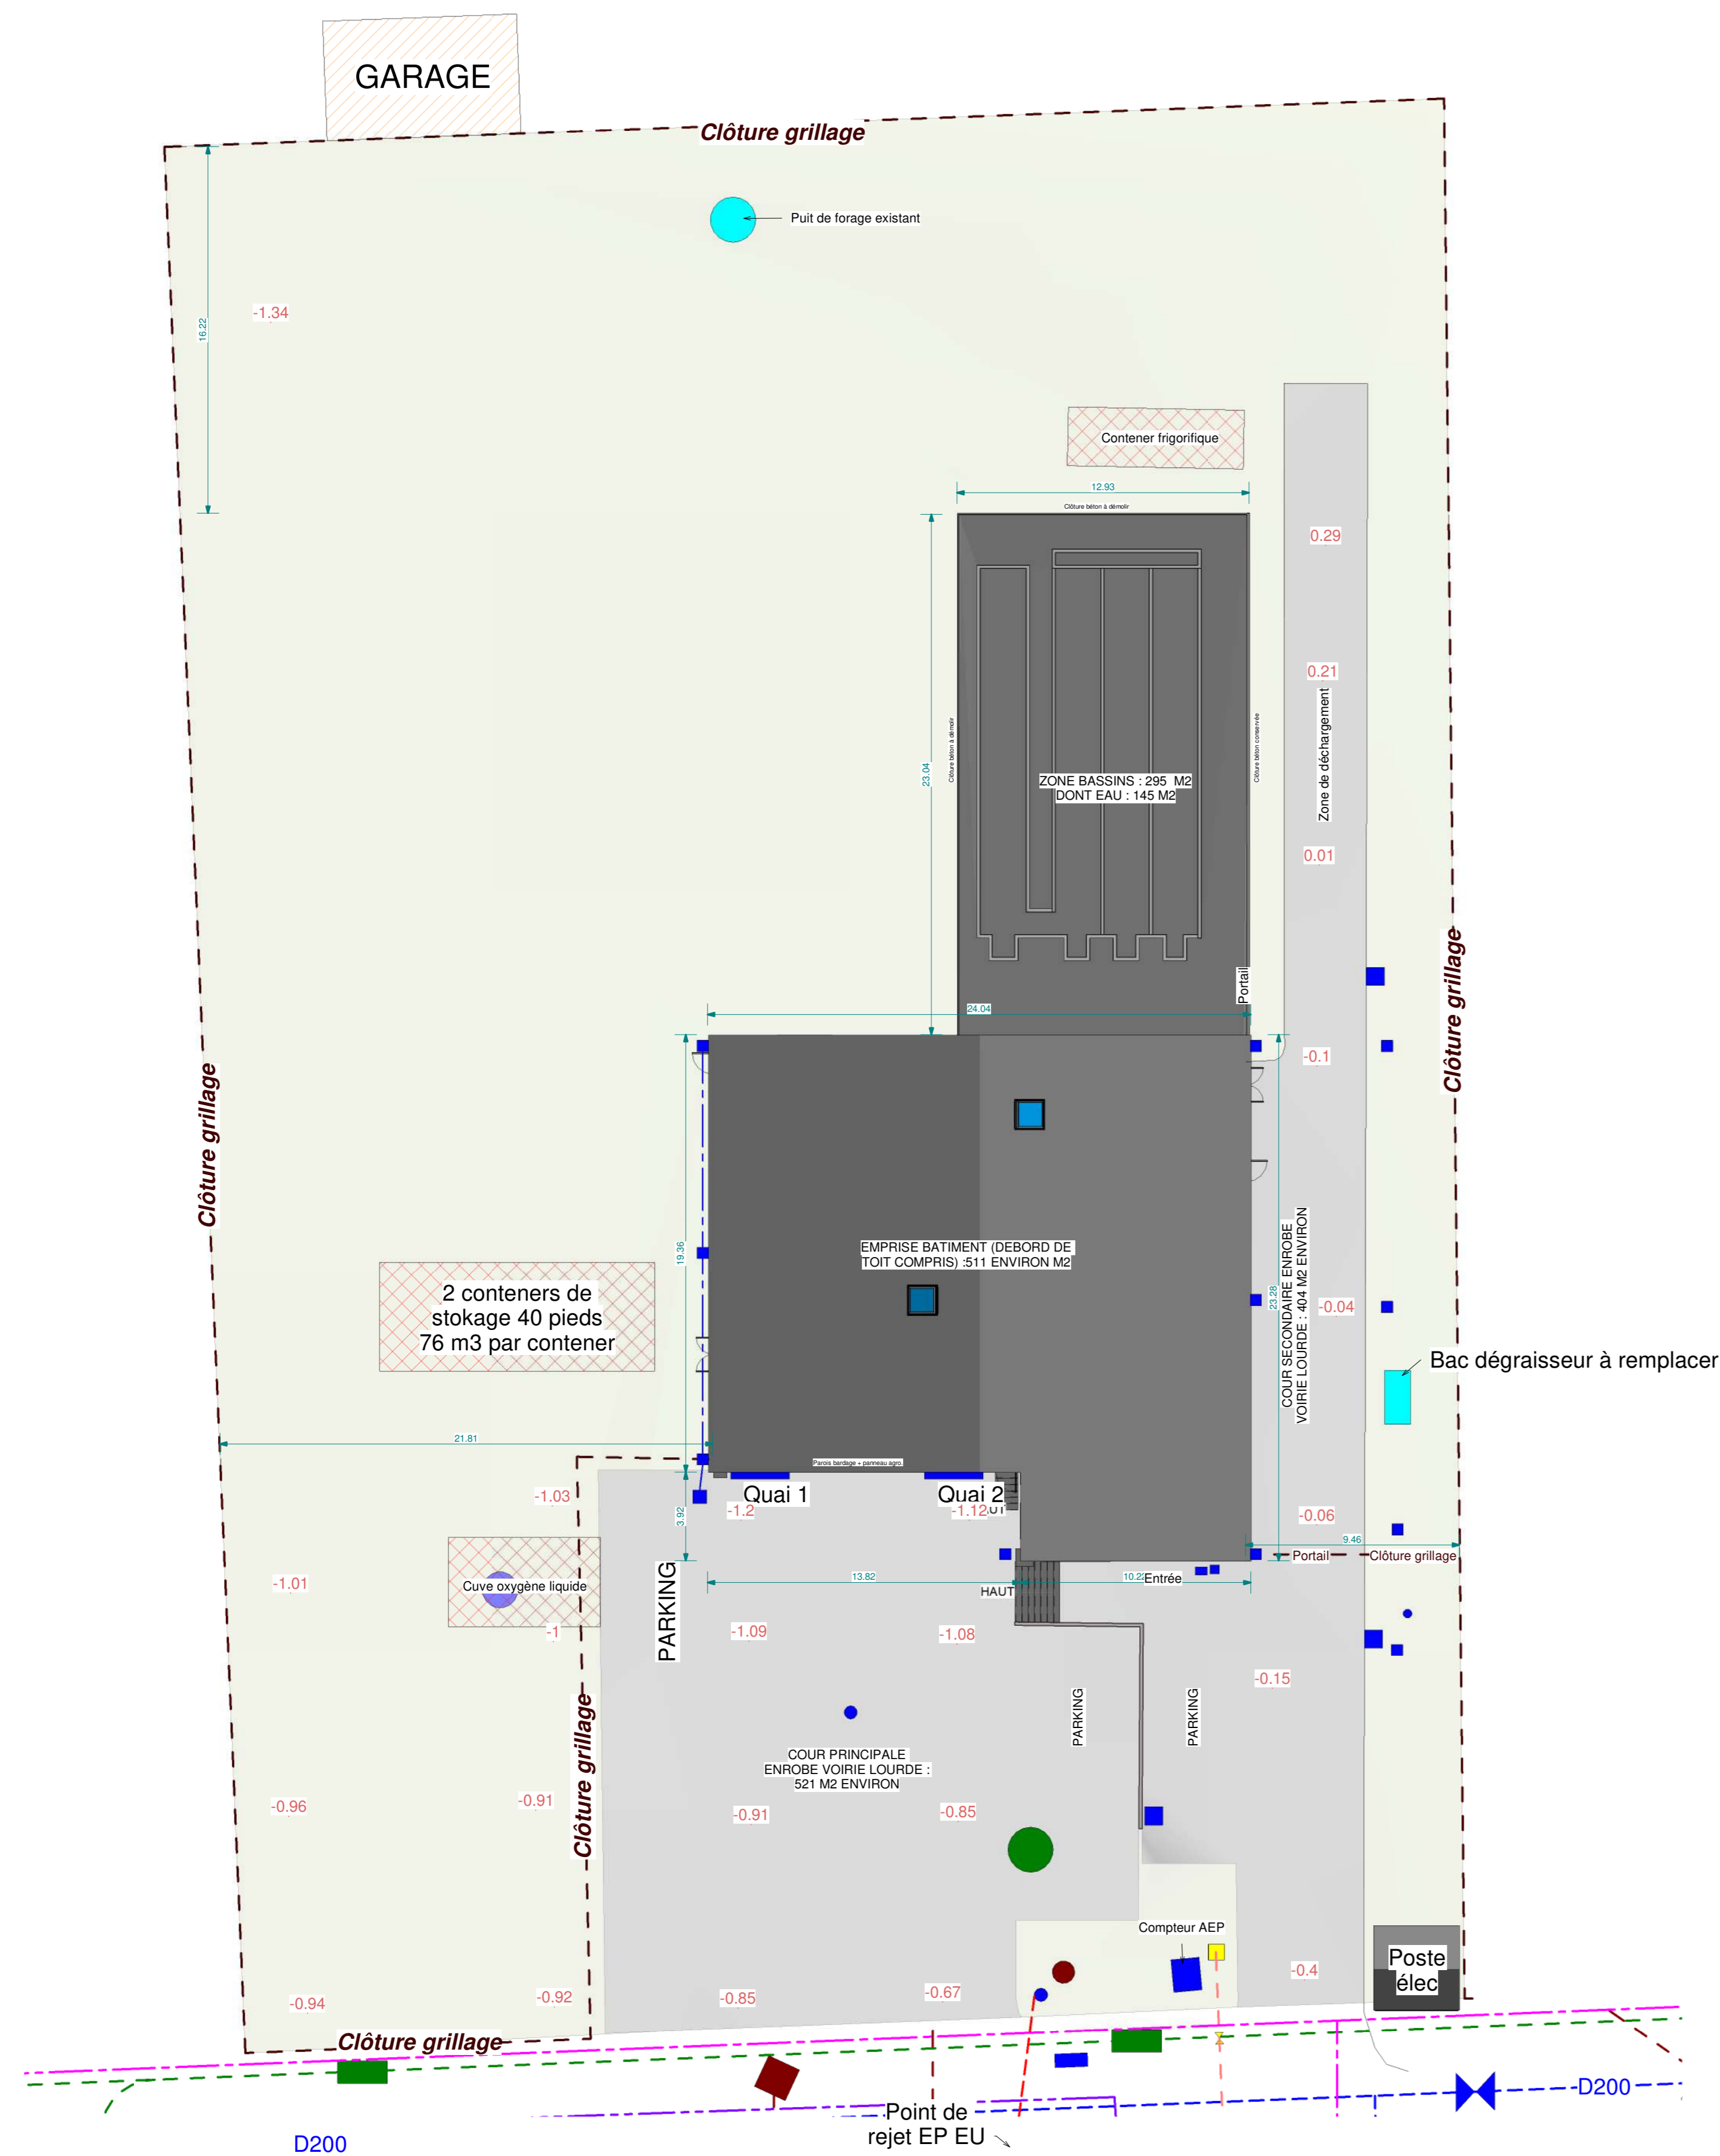 GARAGE
Clôture grillage
Puit de forage existant
-1.34
16.22
Contener frigorifique
12.93
Clôture béton à démolir
0.29
0.21
Zone de déchargement
Clôture béton à démolir
Clôture béton conservée
23.04
ZONE BASSINS : 295 M2
DONT EAU : 145 M2
0.01
Portail
24.04
Clôture grillage
-0.1
Clôture grillage
19.36
EMPRISE BATIMENT (DEBORD DE
TOIT COMPRIS) :511 ENVIRON M2
23.28
COUR SECONDAIRE ENROBE
VOIRIE LOURDE : 404 M2 ENVIRON
-0.04
2 conteners de
stokage 40 pieds
76 m3 par contener
Bac dégraisseur à remplacer
21.81
Parois bardage + panneau agro.
Quai 1
Quai 2
-1.03
-1.2
-1.12
UT
3.92
-0.06
9.46
Portail
Clôture grillage
-1.01
Cuve oxygène liquide
PARKING
13.82
10.22
Entrée
HAUT
-1
-1.09
-1.08
-0.15
Clôture grillage
PARKING
PARKING
COUR PRINCIPALE
ENROBE VOIRIE LOURDE :
521 M2 ENVIRON
-0.96
-0.91
-0.91
-0.85
Compteur AEP
Poste
élec
-0.4
-0.94
-0.92
-0.85
-0.67
Clôture grillage
D200
Point de
rejet EP EU
D200